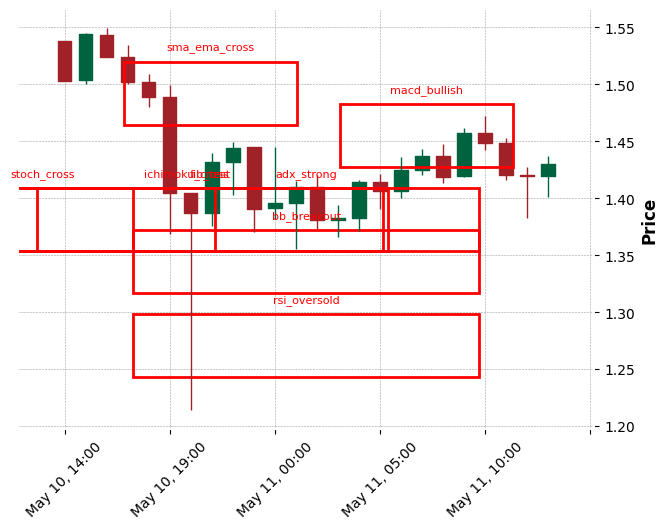 sma_ema_cross
macd_bullish
stoch_cross
adx_strong
bb_breakout
rsi_oversold
1.55
1.50
1.45
1.40
1.35
1.30
1.25
1.20
Price
May 10, 14:00
May 10, 19:00
May 11, 00:00
May 11, 05:00
May 11, 10:00